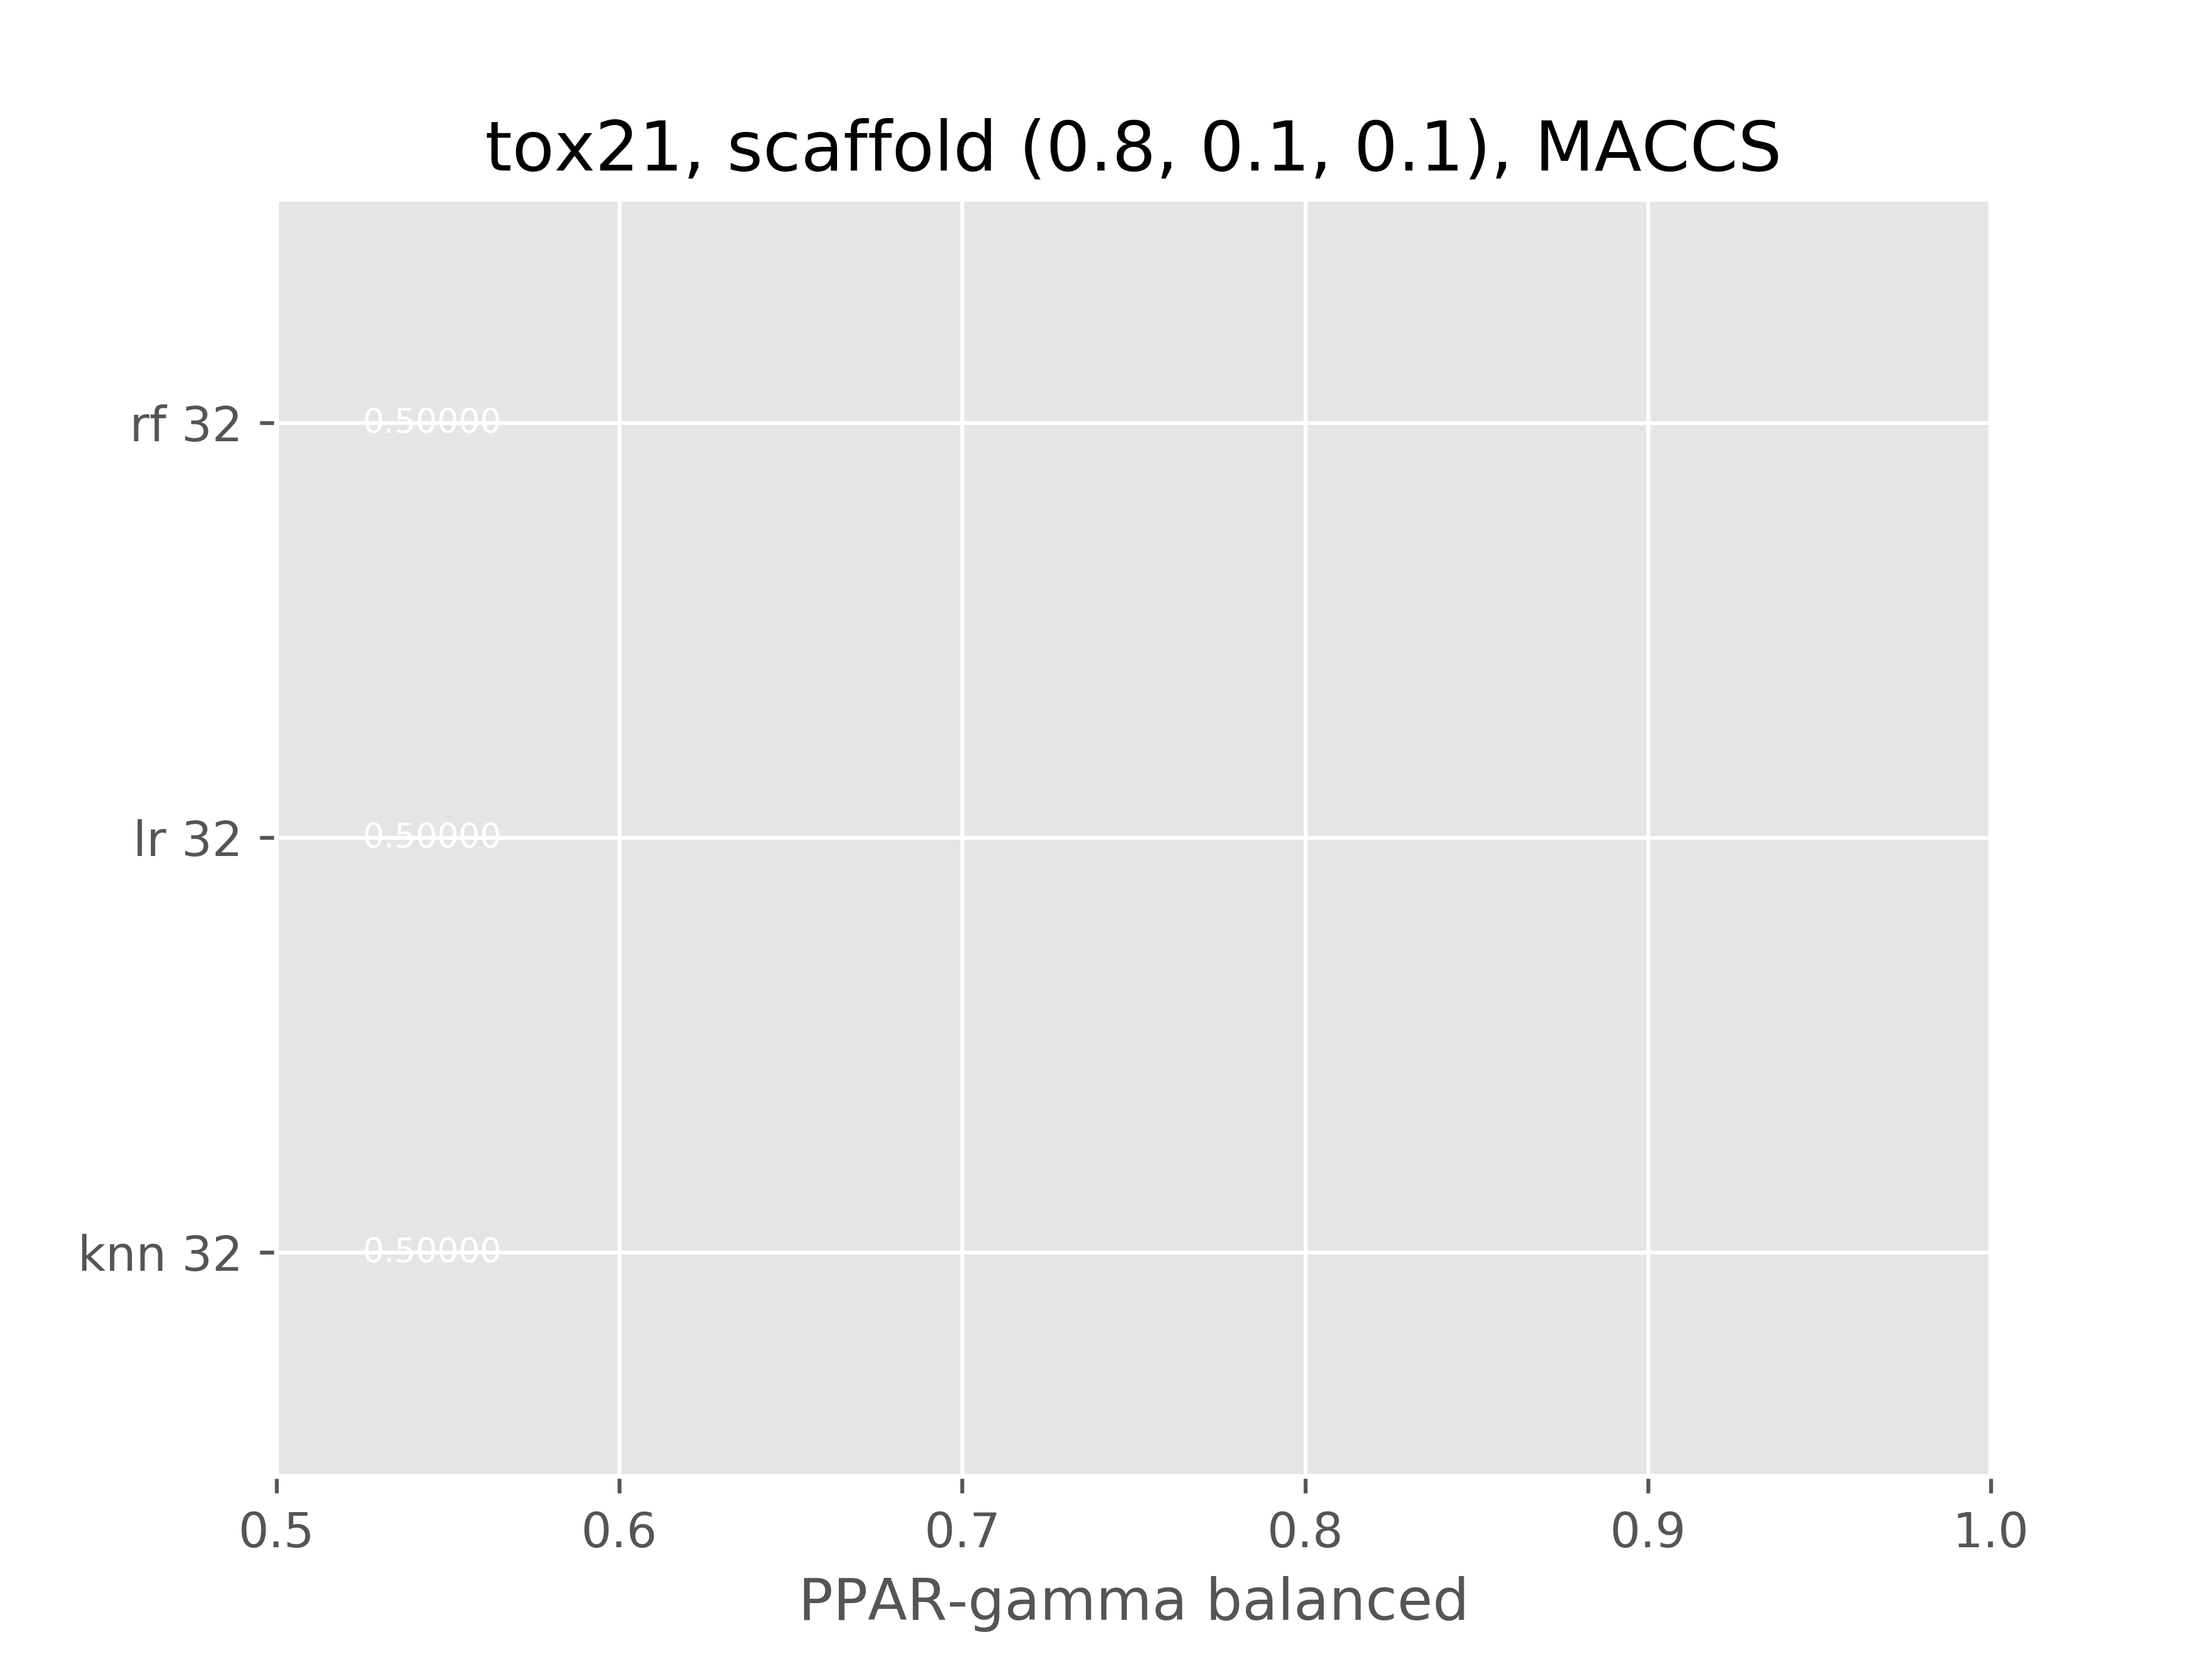 tox21, scaffold (0.8, 0.1, 0.1), MACCS
rf 32
0.50000
lr 32
0.50000
knn 32
0.50000
0.5 0.6 0.7 0.8 0.9 1.0
PPAR-gamma balanced